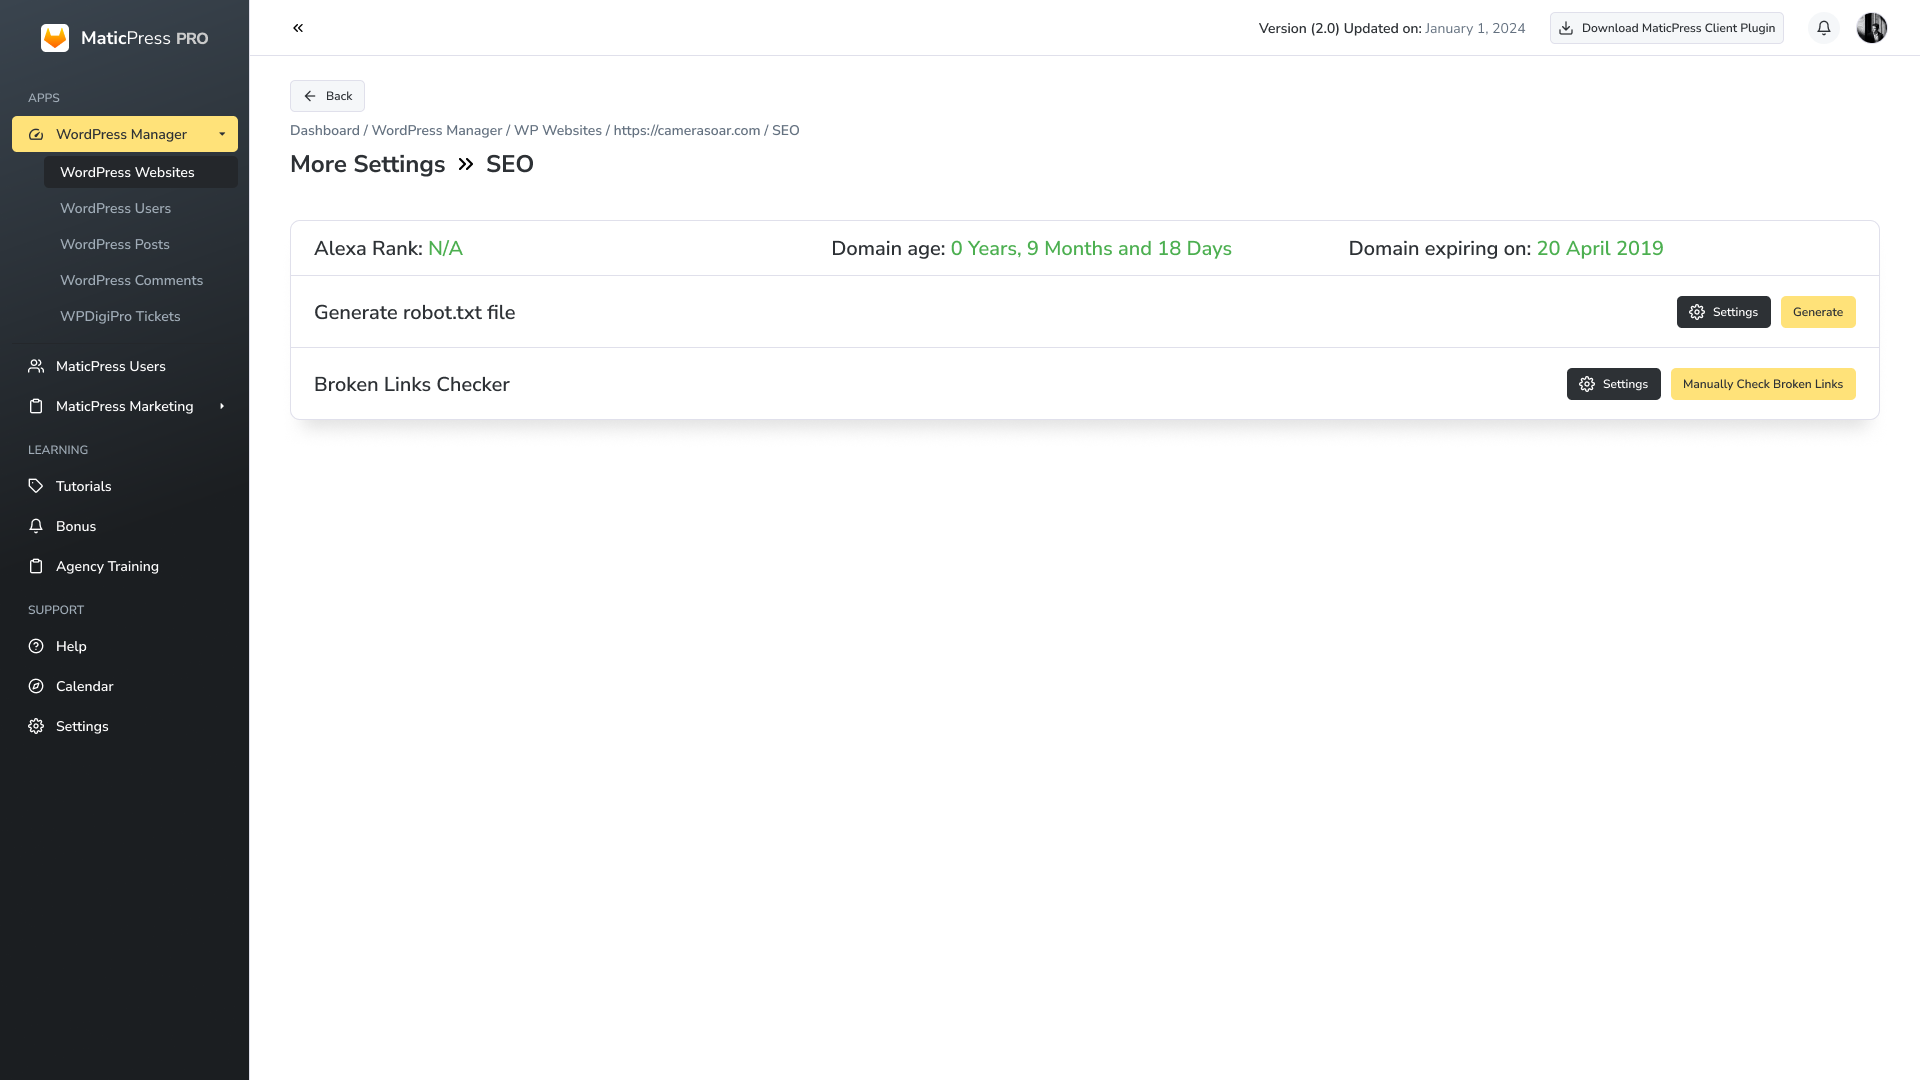 MaticPress PRO
APPS
WordPress Manager
WordPress Websites
WordPress Users
WordPress Posts
WordPress Comments
WPDigiPro Tickets
MaticPress Users
MaticPress Marketing
LEARNING
Tutorials
Bonus
Agency Training
SUPPORT
Help
Calendar
Settings
Version (2.0) Updated on: January 1, 2024
Download MaticPress Client Plugin
Back
Dashboard / WordPress Manager / WP Websites / https://camerasoar.com / SEO
More Settings » SEO
Alexa Rank: N/A
Domain age: 0 Years, 9 Months and 18 Days
Domain expiring on: 20 April 2019
Generate robot.txt file
Settings
Generate
Broken Links Checker
Settings
Manually Check Broken Links